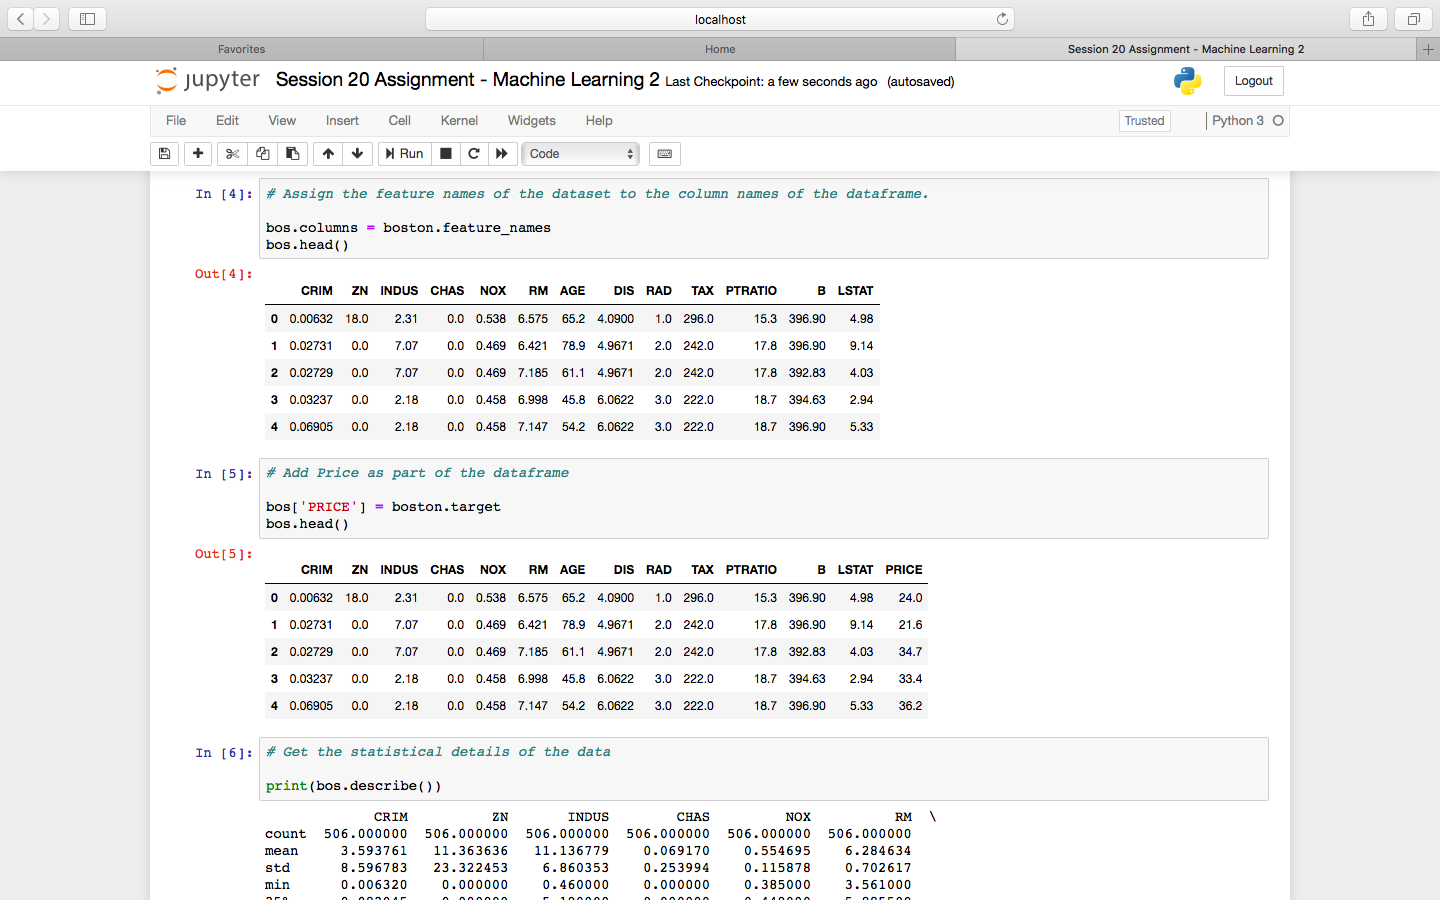 localhost
Favorites Home Session 20 Assignment - Machine Learning 2
jupyter Session 20 Assignment - Machine Learning 2 Last Checkpoint: a few seconds ago (autosaved) Logout
File Edit View Insert Cell Kernel Widgets Help Trusted Python 3
Run Code
In [4]: # Assign the feature names of the dataset to the column names of the dataframe.
bos.columns = boston.feature_names
bos.head()
Out[4]:
CRIM ZN INDUS CHAS NOX RM AGE DIS RAD TAX PTRATIO B LSTAT
0 0.00632 18.0 2.31 0.0 0.538 6.575 65.2 4.0900 1.0 296.0 15.3 396.90 4.98
1 0.02731 0.0 7.07 0.0 0.469 6.421 78.9 4.9671 2.0 242.0 17.8 396.90 9.14
2 0.02729 0.0 7.07 0.0 0.469 7.185 61.1 4.9671 2.0 242.0 17.8 392.83 4.03
3 0.03237 0.0 2.18 0.0 0.458 6.998 45.8 6.0622 3.0 222.0 18.7 394.63 2.94
4 0.06905 0.0 2.18 0.0 0.458 7.147 54.2 6.0622 3.0 222.0 18.7 396.90 5.33
In [5]: # Add Price as part of the dataframe
bos['PRICE'] = boston.target
bos.head()
Out[5]:
CRIM ZN INDUS CHAS NOX RM AGE DIS RAD TAX PTRATIO B LSTAT PRICE
0 0.00632 18.0 2.31 0.0 0.538 6.575 65.2 4.0900 1.0 296.0 15.3 396.90 4.98 24.0
1 0.02731 0.0 7.07 0.0 0.469 6.421 78.9 4.9671 2.0 242.0 17.8 396.90 9.14 21.6
2 0.02729 0.0 7.07 0.0 0.469 7.185 61.1 4.9671 2.0 242.0 17.8 392.83 4.03 34.7
3 0.03237 0.0 2.18 0.0 0.458 6.998 45.8 6.0622 3.0 222.0 18.7 394.63 2.94 33.4
4 0.06905 0.0 2.18 0.0 0.458 7.147 54.2 6.0622 3.0 222.0 18.7 396.90 5.33 36.2
In [6]: # Get the statistical details of the data
print(bos.describe())
CRIM ZN INDUS CHAS NOX RM \
count 506.000000 506.000000 506.000000 506.000000 506.000000 506.000000
mean 3.593761 11.363636 11.136779 0.069170 0.554695 6.284634
std 8.596783 23.322453 6.860353 0.253994 0.115878 0.702617
min 0.006320 0.000000 0.460000 0.000000 0.385000 3.561000